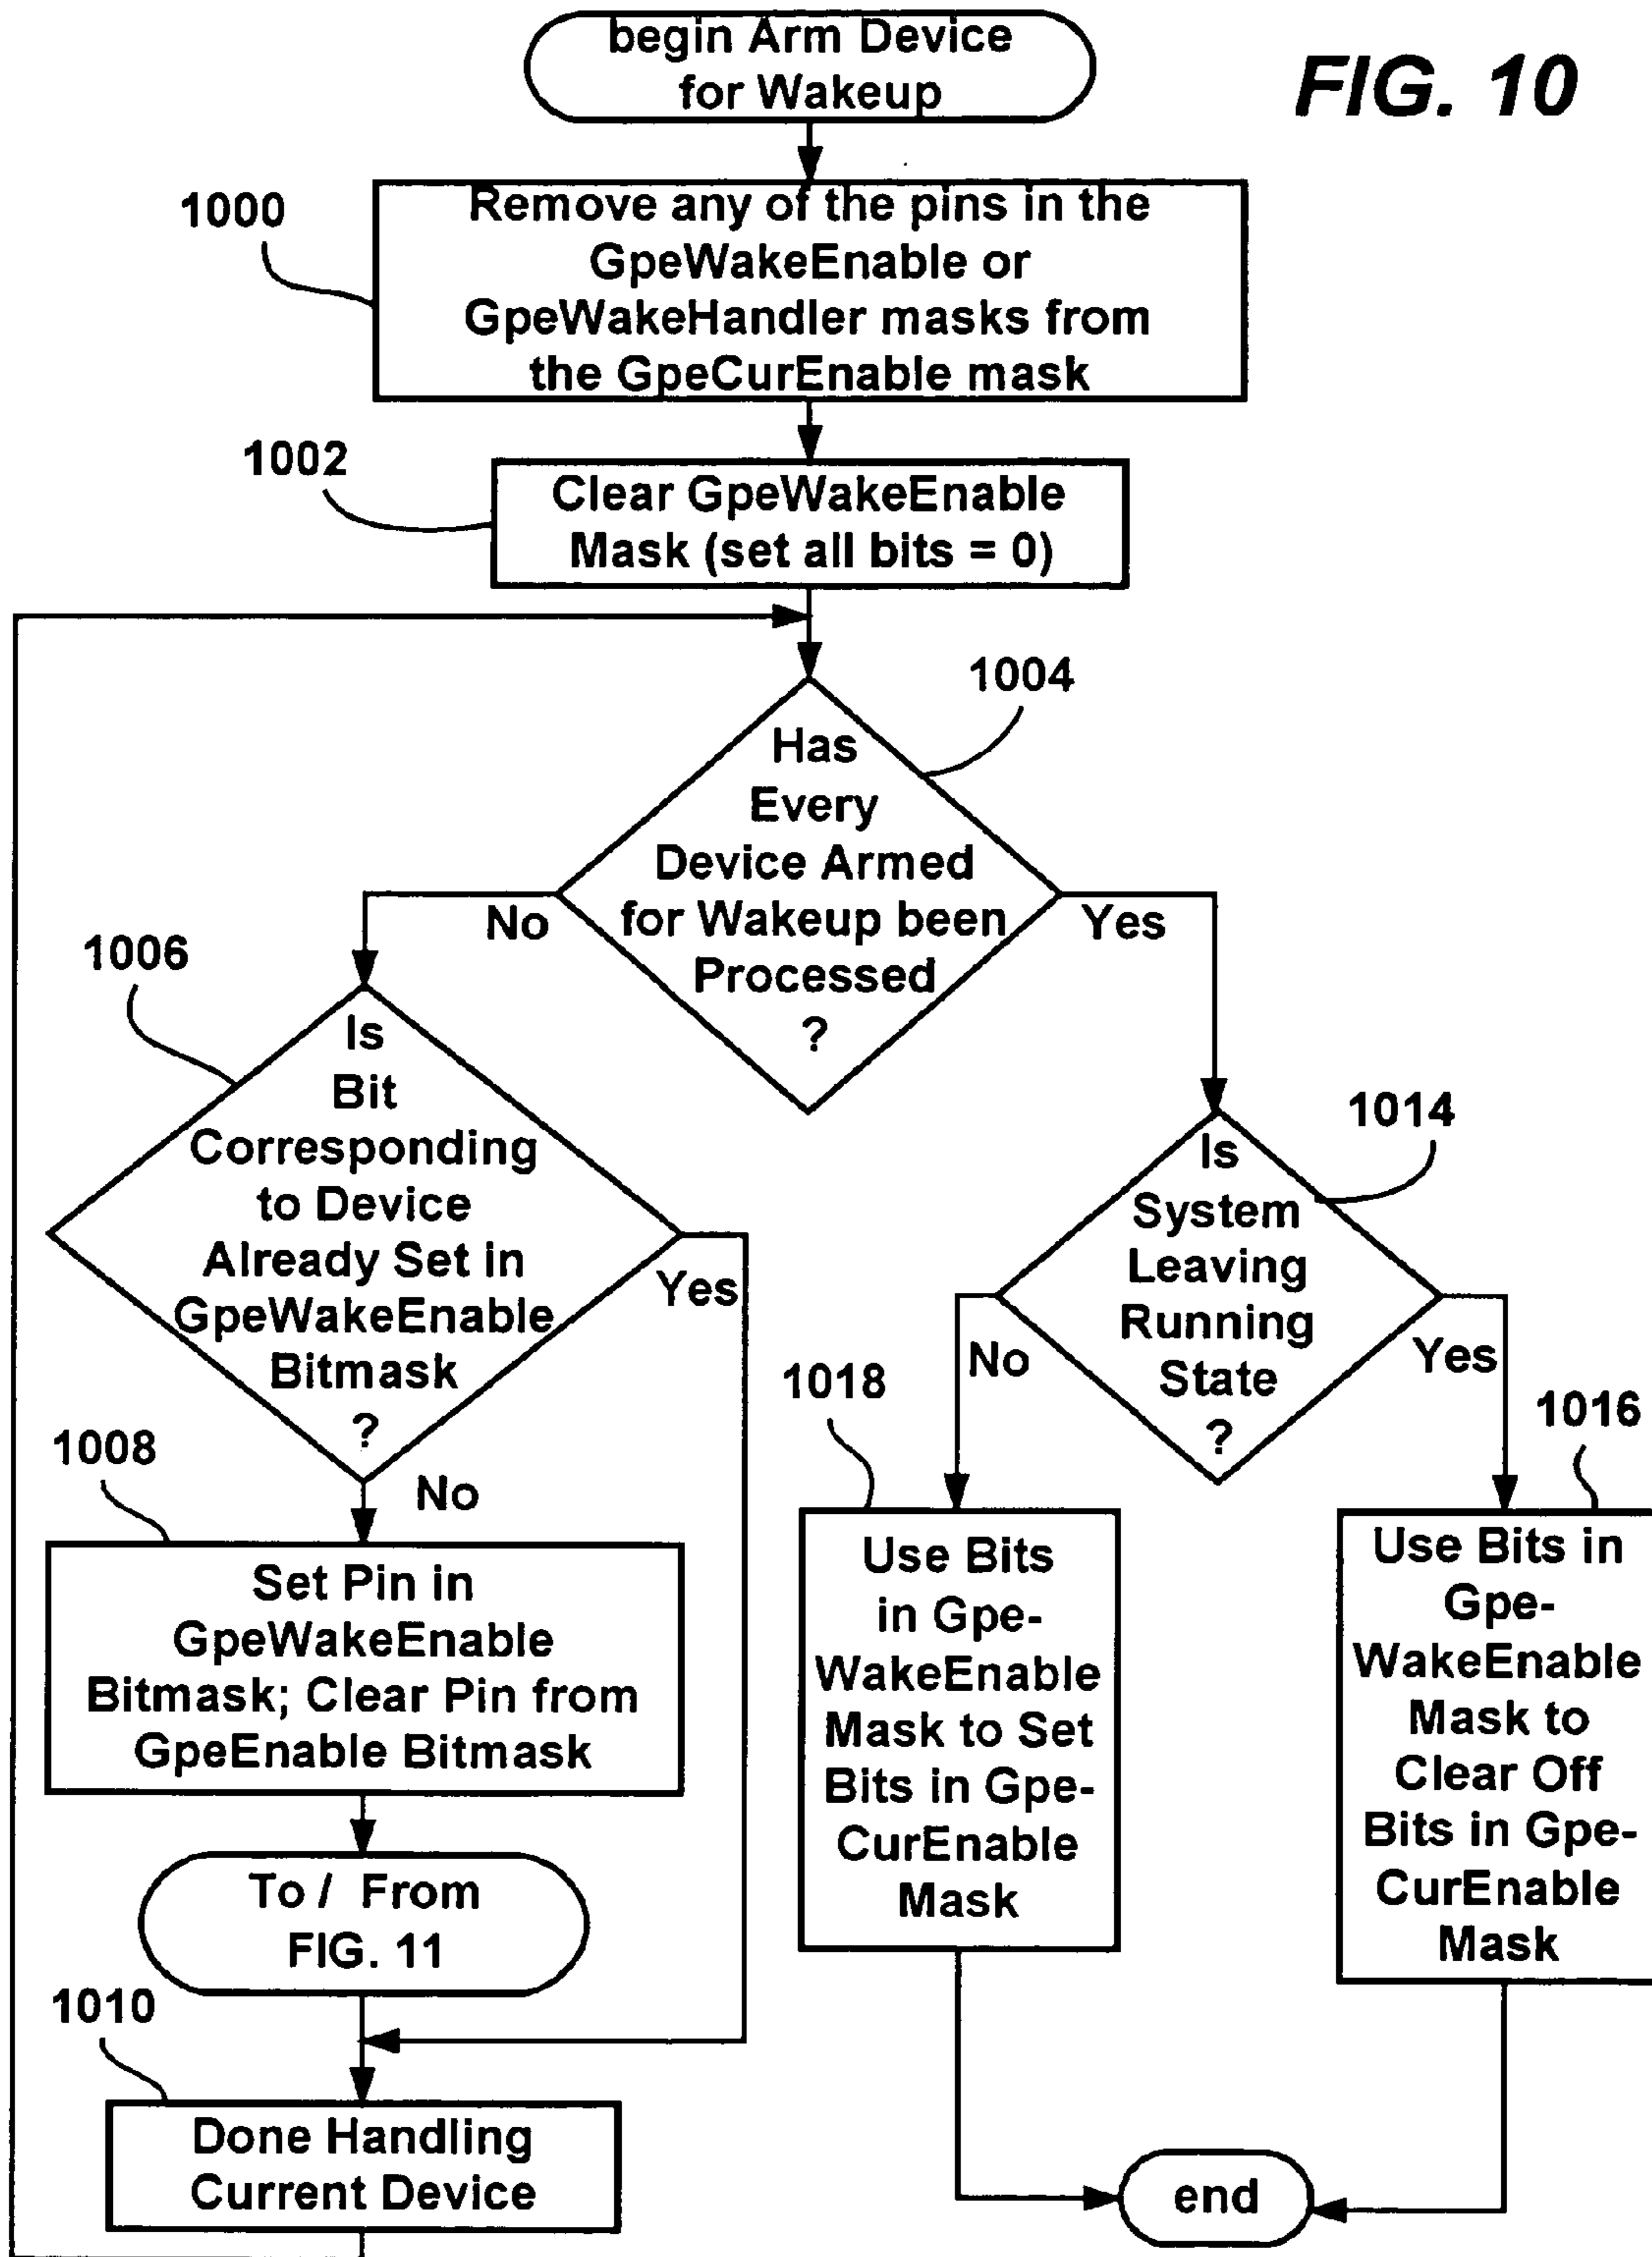 begin Arm Device
for Wakeup
FIG. 10
1000
Remove any of the pins in the
GpeWakeEnable or
GpeWakeHandler masks from
the GpeCurEnable mask
1002
Clear GpeWakeEnable
Mask (set all bits = 0)
1004
Has
Every
Device Armed
for Wakeup been
Processed
?
No
Yes
1006
Is
Bit
Corresponding
to Device
Already Set in
GpeWakeEnable
Bitmask
?
Yes
No
1014
Is
System
Leaving
Running
State
?
No
Yes
1008
Set Pin in
GpeWakeEnable
Bitmask; Clear Pin from
GpeEnable Bitmask
To / From
FIG. 11
1010
Done Handling
Current Device
1018
Use Bits
in Gpe-
WakeEnable
Mask to Set
Bits in Gpe-
CurEnable
Mask
1016
Use Bits in
Gpe-
WakeEnable
Mask to
Clear Off
Bits in Gpe-
CurEnable
Mask
end